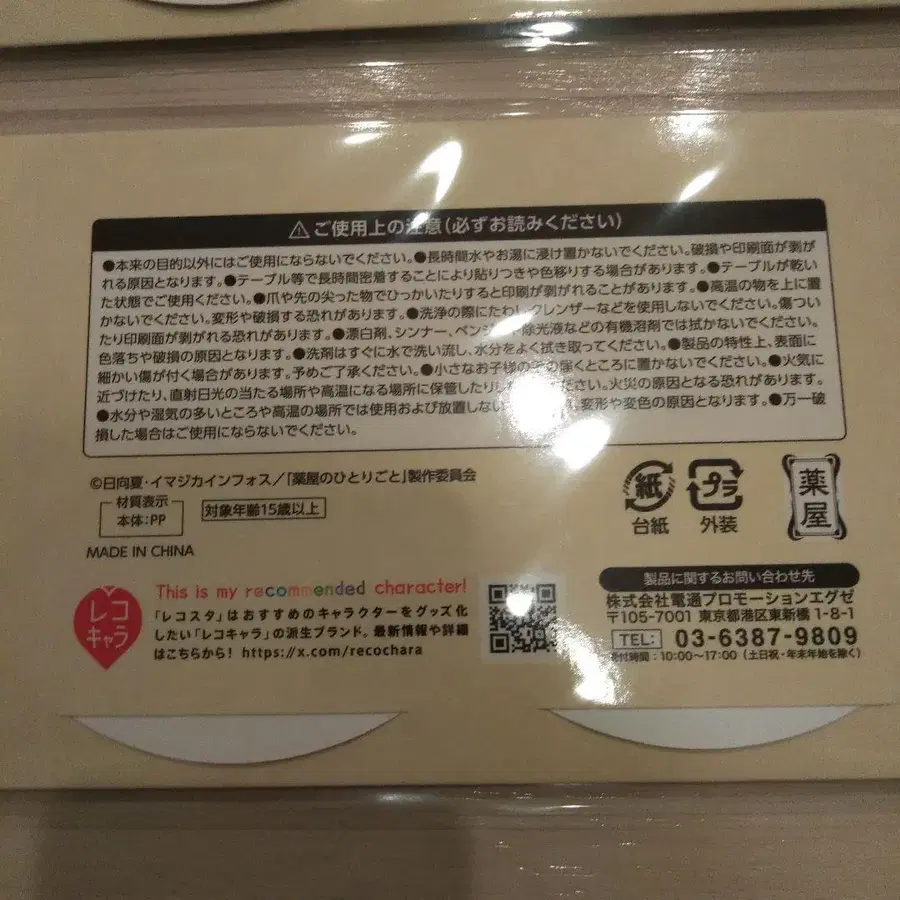 ⚠ご使用上の注意(必ずお読みください)
●本来の目的以外にはご使用にならないでください。●長時間水やお湯に浸け置かないでください。破損や印刷面が剥が
れる原因となります。●テーブル等で長時間密着することにより貼りつきや色移りする場合があります。●テーブルが乾い
た状態でご使用ください。●爪や先の尖った物でひっかいたりすると印刷が剥がれることがあります。●高温の物を上に置
かないでください。変形や破損する恐れがあります。●洗浄の際にたわし、クレンザーなどを使用しないでください。傷つい
たり印刷面が剥がれる恐れがあります。●漂白剤、シンナー、ベンジ 除光液などの有機溶剤では拭かないでください。
色落ちや破損の原因となります。●洗剤はすぐに水で洗い流し、水分をよく拭き取ってください。●製品の特性上、表面に
細かい傷が付く場合があります。予めご了承ください。●小さなお子様の 届くところに置かないでください。●火気に
近づけたり、直射日光の当たる場所や高温になる場所に保管したり ください。火災の原因となる恐れがあります。
●水分や湿気の多いところや高温の場所では使用および放置しない 変形や変色の原因となります。●万一破
損した場合はご使用にならないでください。
©日向夏・イマジカインフォス/「薬屋のひとりごと」製作委員会
材質表示
本体:PP
対象年齢15歳以上
MADE IN CHINA
紙
台紙
プラ
外装
薬屋
レコ
キャラ
This is my recommended character!
「レコスタ」はおすすめのキャラクターをグッズ化
したい「レコキャラ」の派生ブランド。最新情報や詳細
はこちらから! https://x.com/recochara
製品に関するお問い合わせ先
株式会社電通プロモーションエグゼ
〒105-7001 東京都港区東新橋 1-8-1
TEL: 03-6387-9809
受付時間:10:00~17:00(土日祝・年末年始を除く)